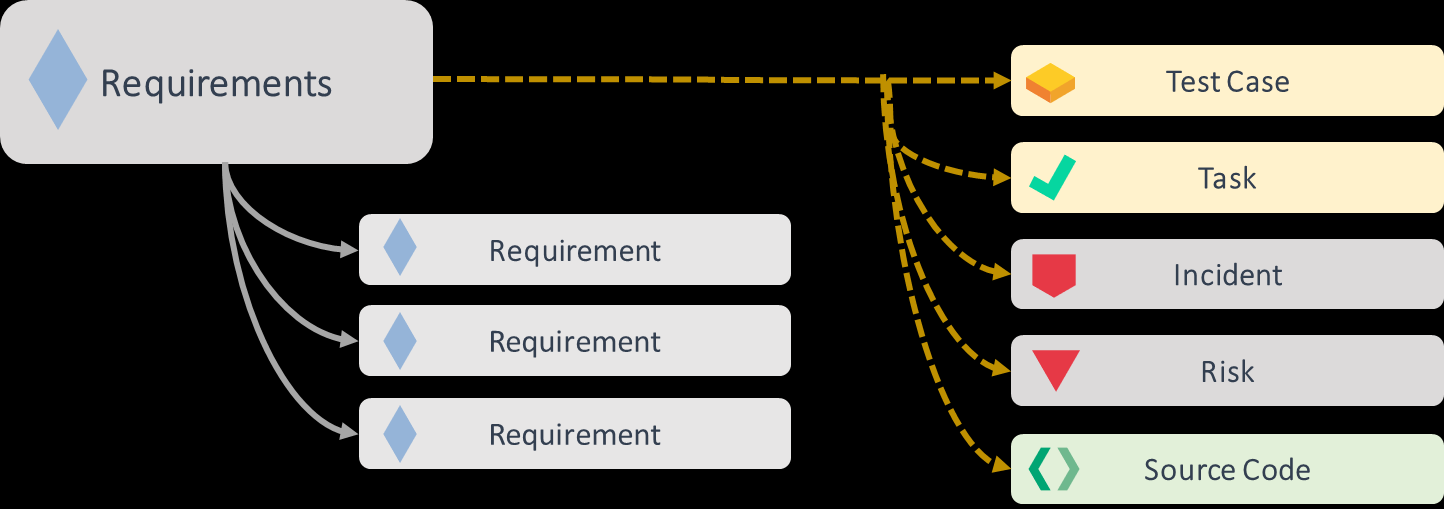 Requirements
Requirement
Requirement
Requirement
Test Case
Task
Incident
Risk
Source Code